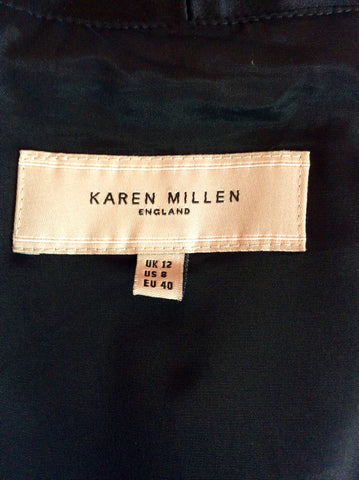 KAREN MILLEN
ENGLAND
UK 12
US 8
EU 40